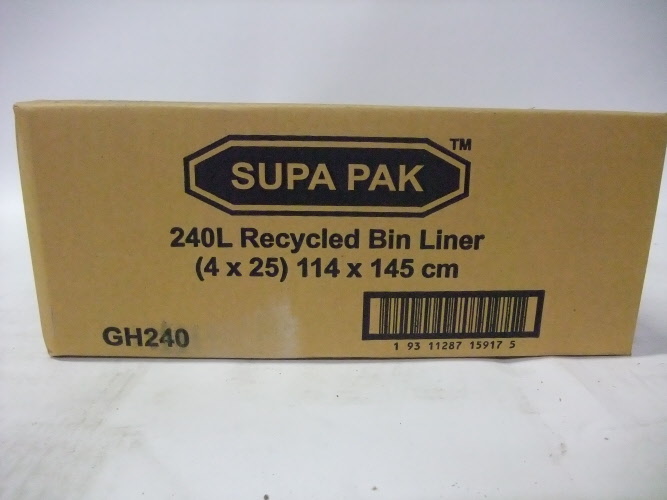 SUPA PAK ™
240L Recycled Bin Liner
(4 x 25) 114 x 145 cm
GH240
1 93 11287 15917 5